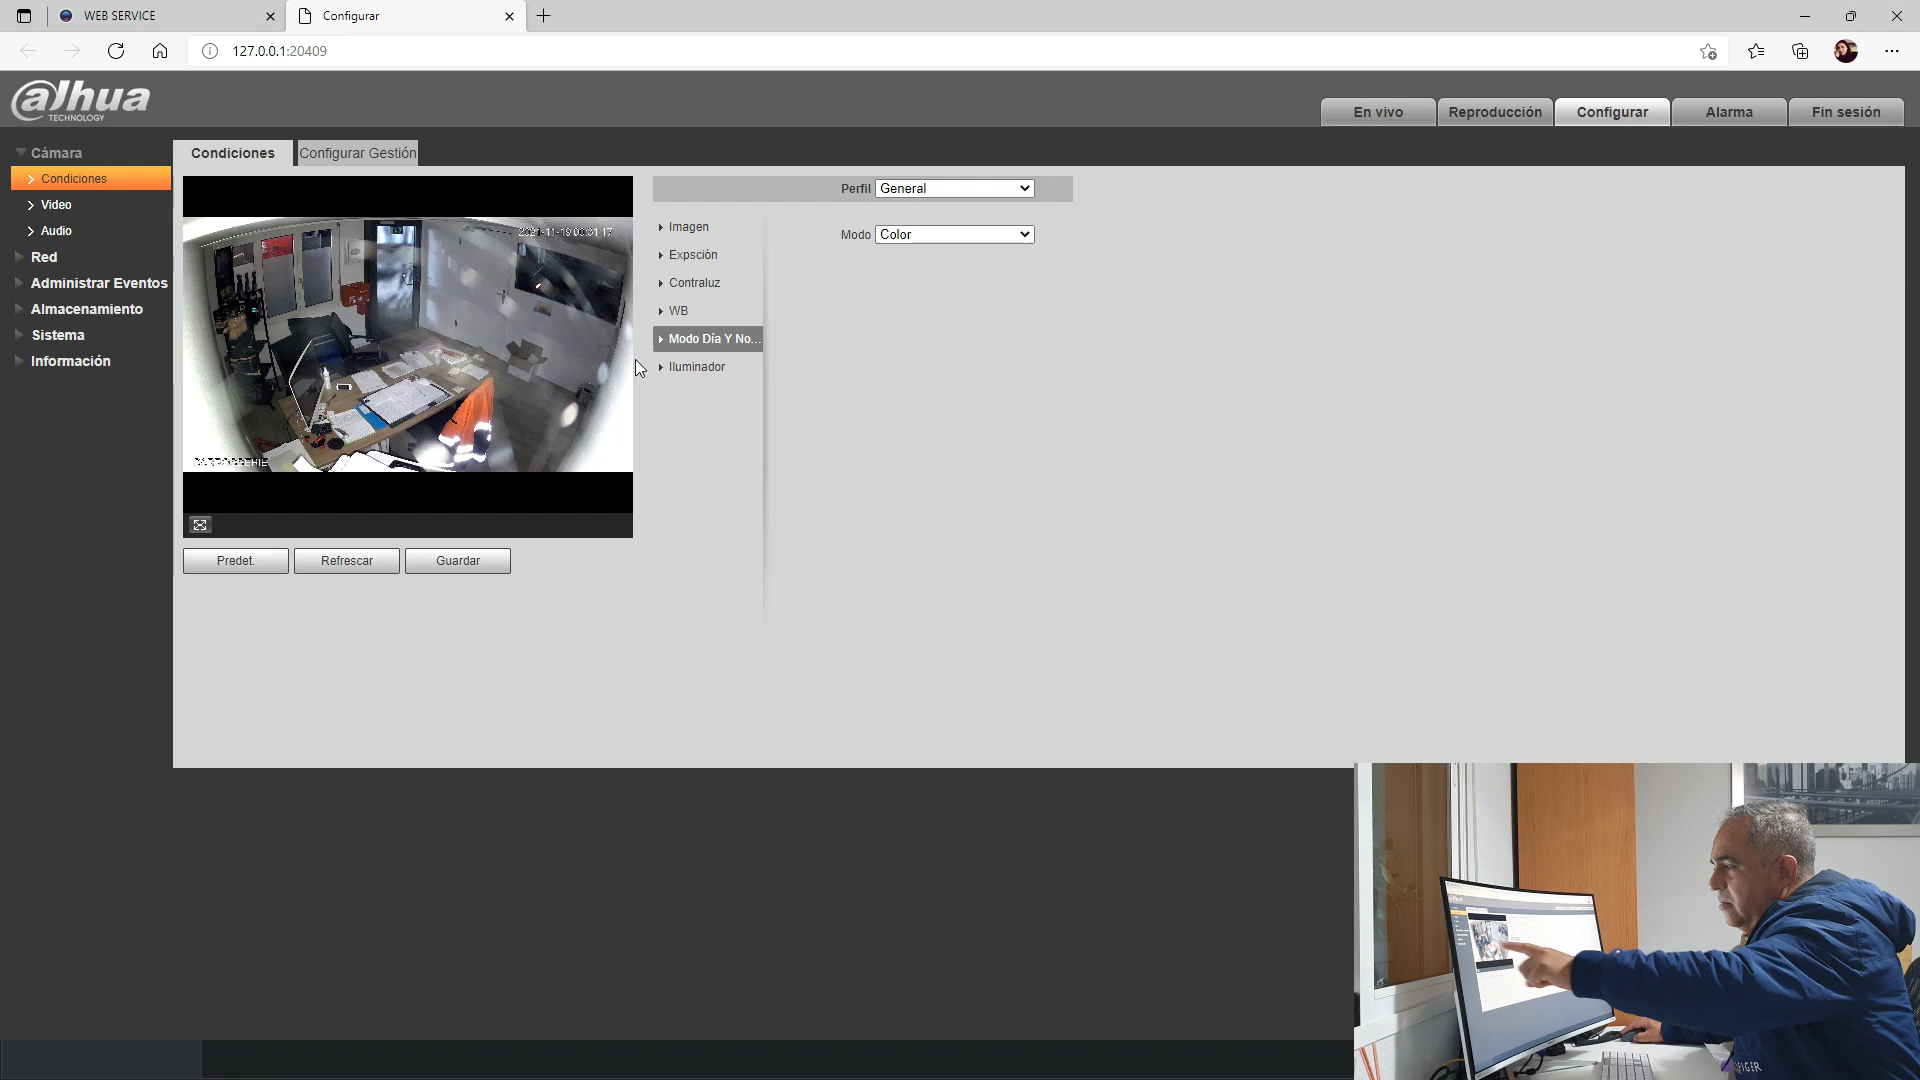 WEB SERVICE
Configurar
127.0.0.1:20409
alhua
TECHNOLOGY
En vivo
Reproducción
Configurar
Alarma
Fin sesión
Cámara
Condiciones
Video
Audio
Red
Administrar Eventos
Almacenamiento
Sistema
Información
Condiciones
Configurar Gestión
Perfil General
Imagen
Expsción
Contraluz
WB
Modo Día Y No...
Iluminador
Modo Color
Predet.
Refrescar
Guardar